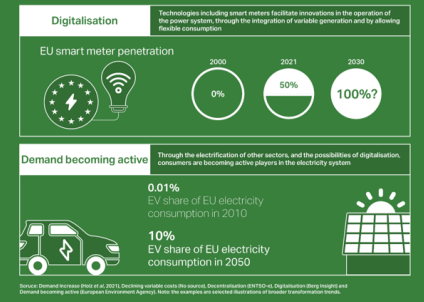 Digitalisation
Technologies including smart meters facilitate innovations in the operation of
the power system, through the integration of variable generation and by allowing
flexible consumption
EU smart meter penetration
2000
2021
2030
0%
50%
100%?
Demand becoming active
Through the electrification of other sectors, and the possibilities of digitalisation,
consumers are becoming active players in the electricity system
0.01%
EV share of EU electricity
consumption in 2010
10%
EV share of EU electricity
consumption in 2050
Source: Demand increase (Holz et al. 2021), Declining variable costs (No source), Decentralisation (ENTSO-e), Digitalisation (Berg Insight) and
Demand becoming active (European Environment Agency). Note: the examples are selected illustrations of broader transformation trends.